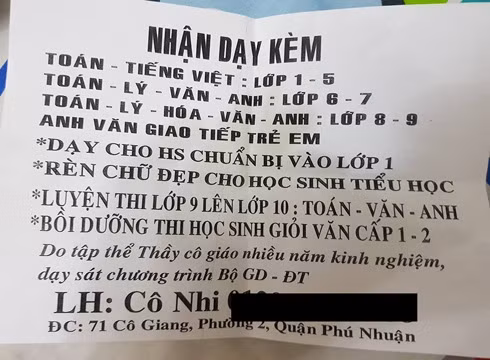 NHẬN DẠY KÈM
TOÁN - TIẾNG VIỆT : LỚP 1 - 5
TOÁN - LÝ - VĂN - ANH : LỚP 6 - 7
TOÁN - LÝ - HÓA - VĂN - ANH : LỚP 8 - 9
ANH VĂN GIAO TIẾP TRẺ EM
*DẠY CHO HS CHUẨN BỊ VÀO LỚP 1
*RÈN CHỮ ĐẸP CHO HỌC SINH TIỂU HỌC
*LUYỆN THI LỚP 9 LÊN LỚP 10 : TOÁN - VĂN - ANH
*BỒI DƯỠNG THI HỌC SINH GIỎI VĂN CẤP 1 - 2
Do tập thể Thầy cô giáo nhiều năm kinh nghiệm,
dạy sát chương trình Bộ GD - ĐT
LH: Cô Nhi
ĐC: 71 Cô Giang, Phường 2, Quận Phú Nhuận